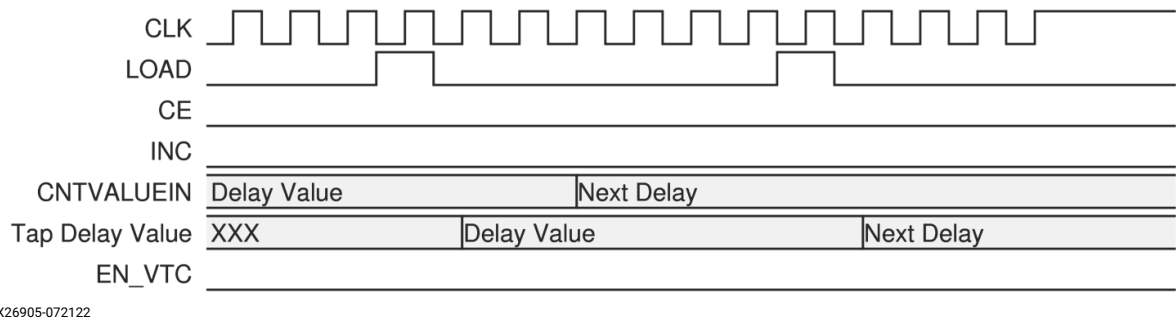 CLK
LOAD
CE
INC
CNTVALUEIN Delay Value Next Delay
Tap Delay Value XXX Delay Value Next Delay
EN_VTC
X26905-072122